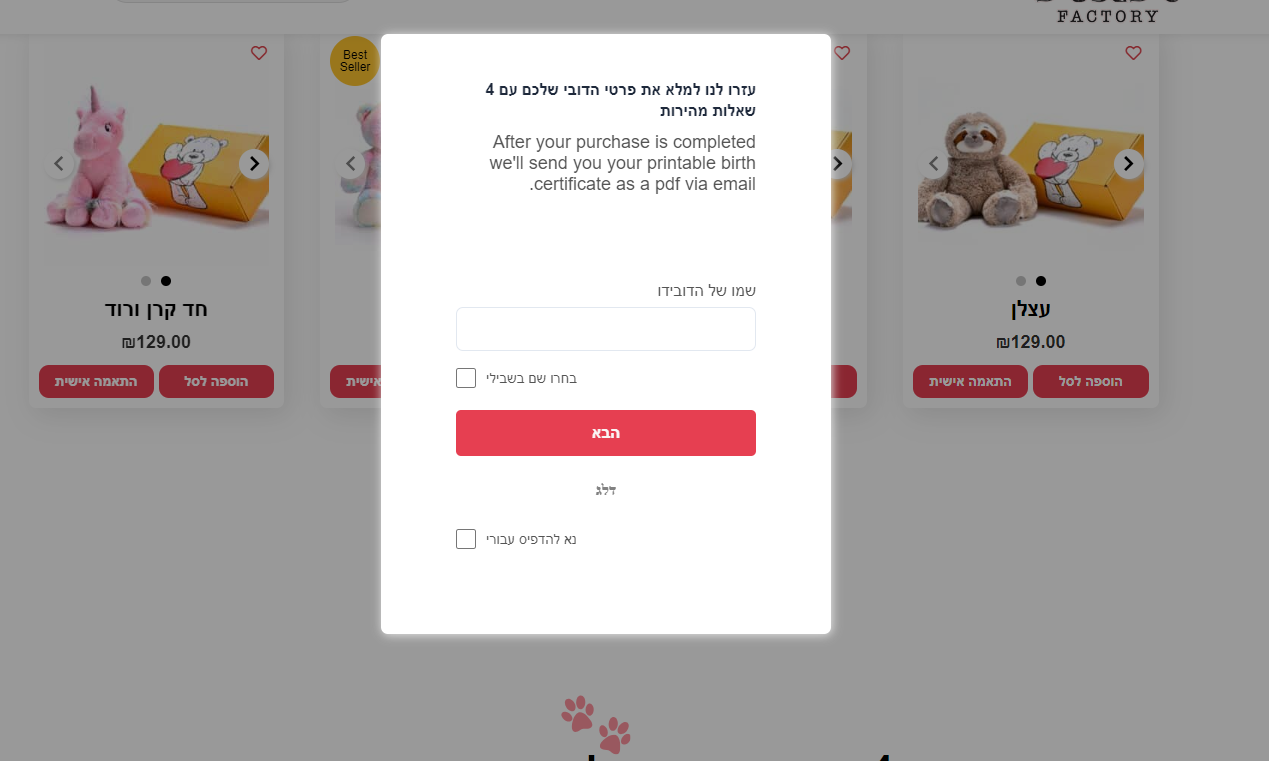 FACTORY
Best
Seller
עזרו לנו למלא את פרטי הדובי שלכם עם 4
שאלות מהירות
After your purchase is completed
we'll send you your printable birth
.certificate as a pdf via email
שמו של הדובידו
בחרו שם בשבילי
הבא
דלג
נא להדפיס עבורי
עצלן
₪129.00
הוספה לסל
התאמה אישית
חד קרן ורוד
₪129.00
הוספה לסל
התאמה אישית